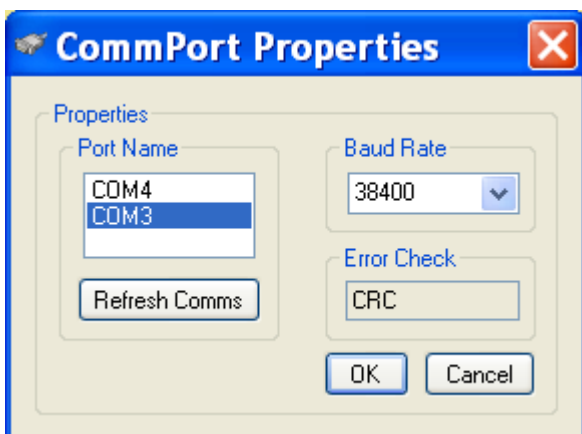 CommPort Properties
Properties
Port Name
COM4
COM3
Refresh Comms
Baud Rate
38400
Error Check
CRC
OK
Cancel